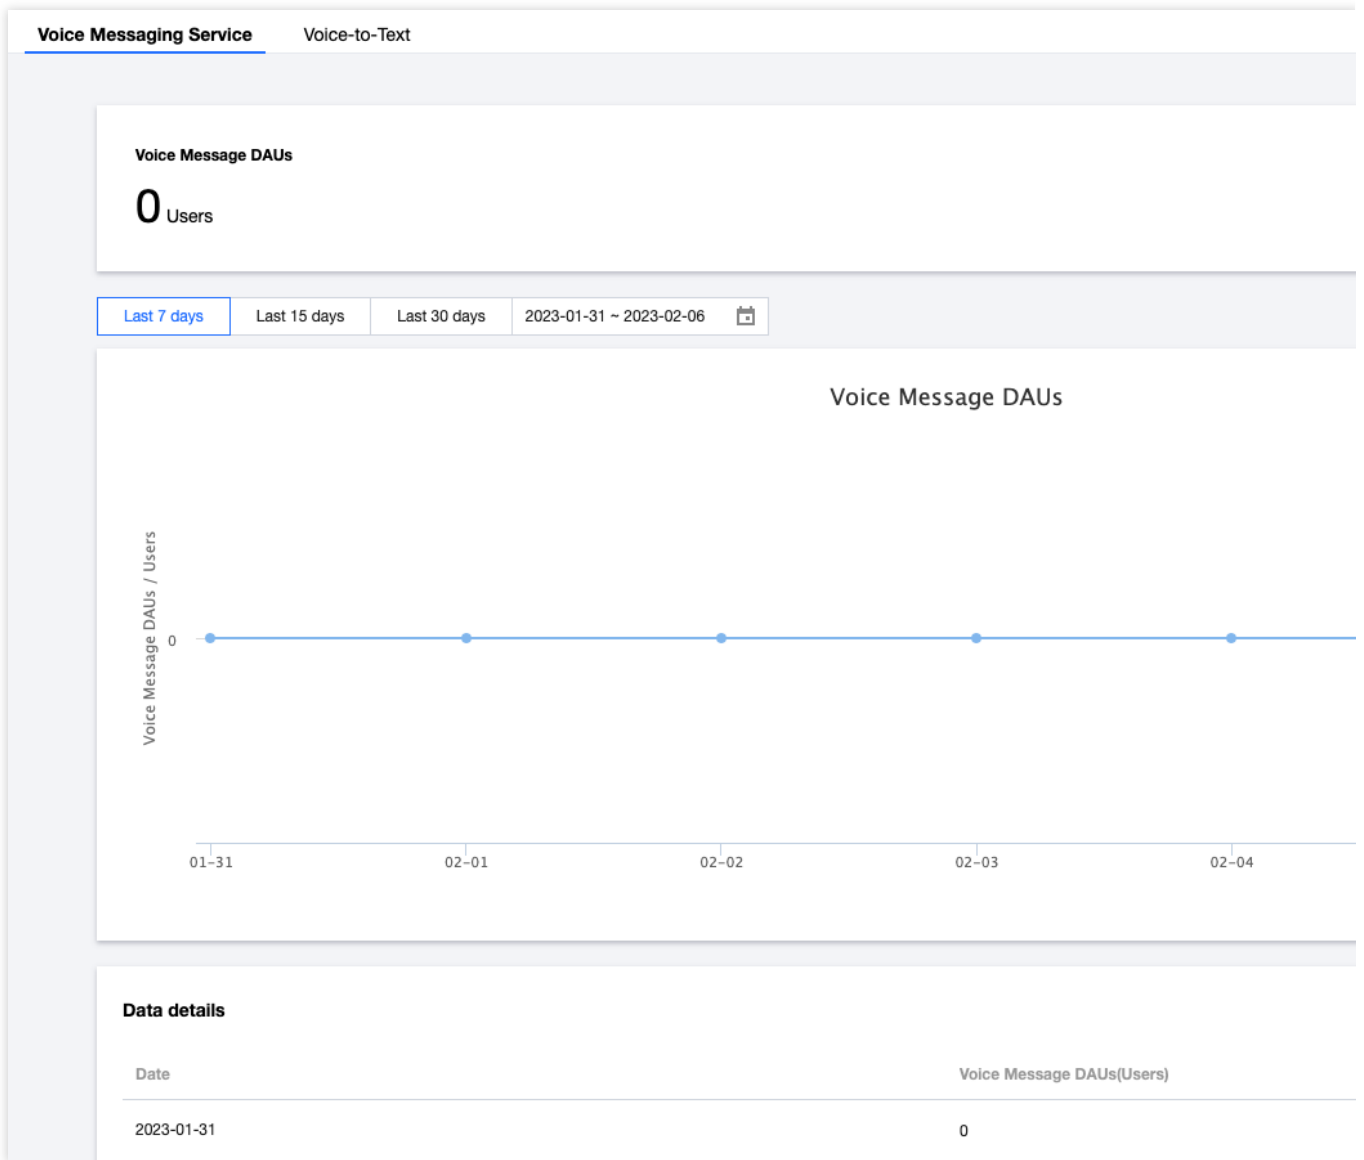 Voice Messaging Service Voice-to-Text
Voice Message DAUs
0 Users
Last 7 days Last 15 days Last 30 days 2023-01-31 ~ 2023-02-06
Voice Message DAUs
Voice Message DAUs / Users
0
01-31 02-01 02-02 02-03 02-04
Data details
Date Voice Message DAUs(Users)
2023-01-31 0